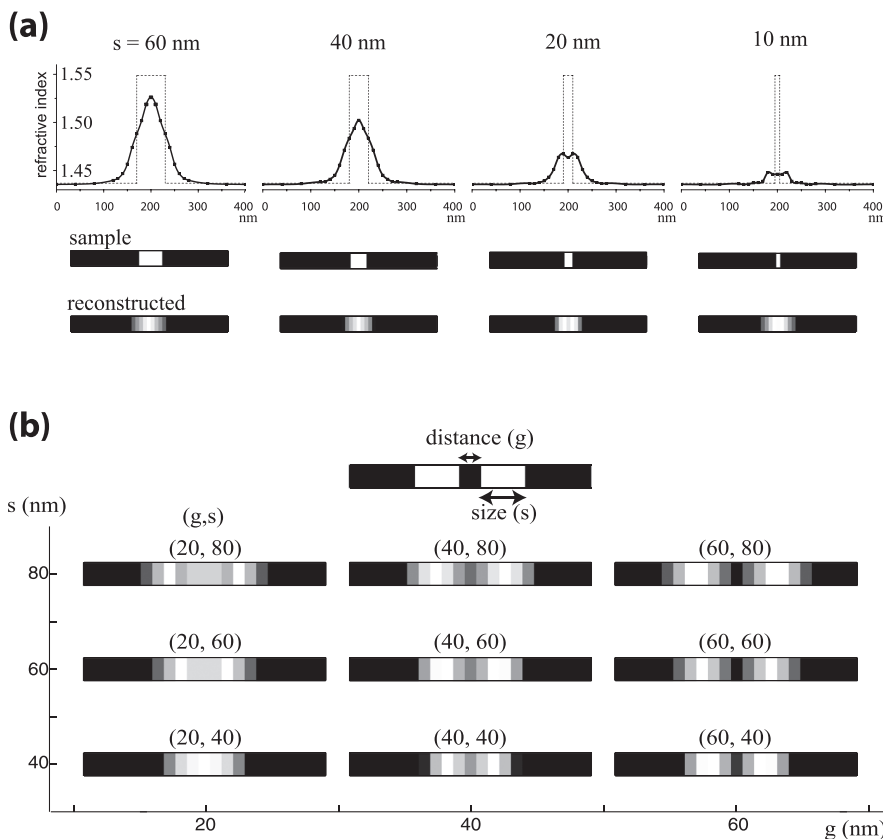 (a)
s = 60 nm 40 nm 20 nm 10 nm
refractive index
1.55
1.50
1.45
0 100 200 300 400 0 100 200 300 400 0 100 200 300 400 0 100 200 300 400
nm nm nm nm
sample
reconstructed
(b)
distance (g)
size (s)
s (nm)
(g,s)
(20, 80) (40, 80) (60, 80)
80
(20, 60) (40, 60) (60, 60)
60
(20, 40) (40, 40) (60, 40)
40
20 40 60 g (nm)